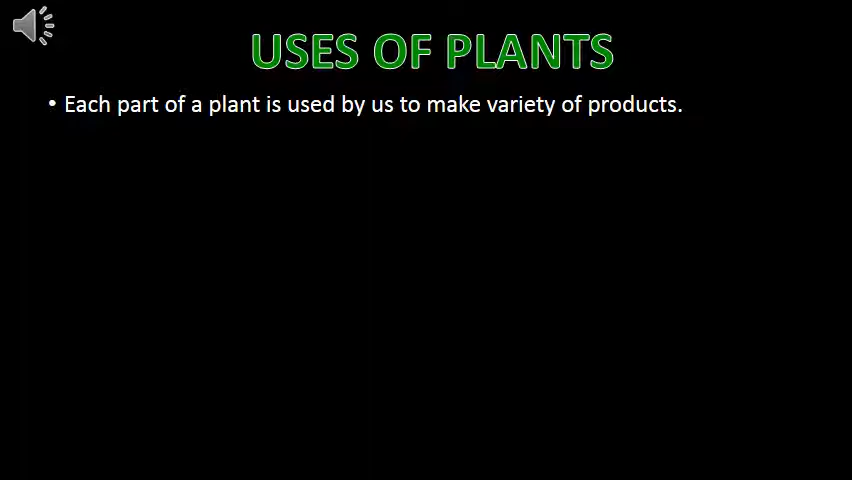 USES OF PLANTS
• Each part of a plant is used by us to make variety of products.